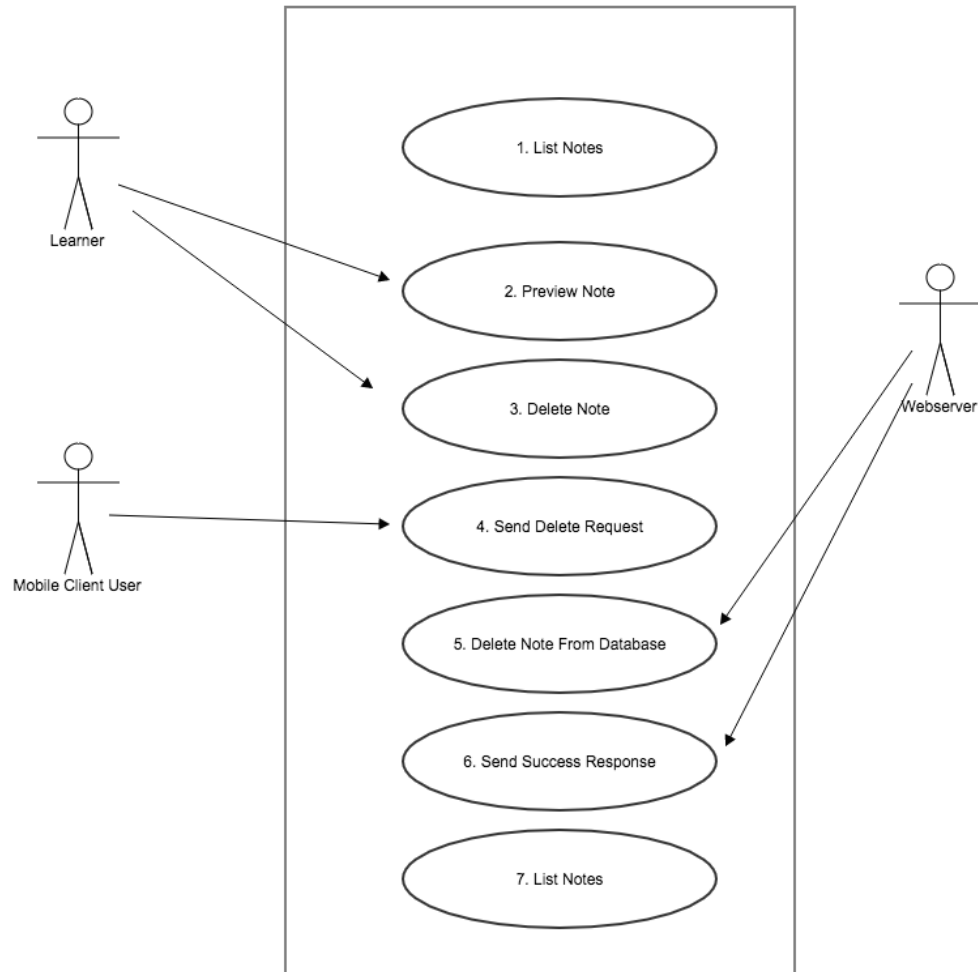 1. List Notes
Learner
2. Preview Note
Webserver
3. Delete Note
4. Send Delete Request
Mobile Client User
5. Delete Note From Database
6. Send Success Response
7. List Notes